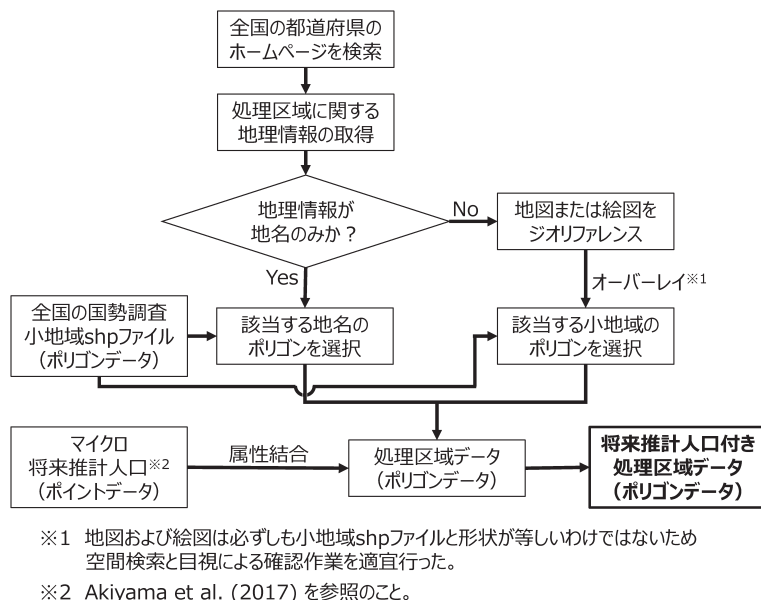 全国の都道府県の
ホームページを検索
処理区域に関する
地理情報の取得
地理情報が
地名のみか？
No
地図または絵図を
ジオリファレンス
Yes
オーバーレイ※1
全国の国勢調査
小地域shpファイル
(ポリゴンデータ)
該当する地名の
ポリゴンを選択
該当する小地域の
ポリゴンを選択
マイクロ
将来推計人口※2
(ポイントデータ)
属性結合
処理区域データ
(ポリゴンデータ)
将来推計人口付き
処理区域データ
(ポリゴンデータ)
※1 地図および絵図は必ずしも小地域shpファイルと形状が等しいわけではないため
空間検索と目視による確認作業を適宜行った。
※2 Akiyama et al. (2017) を参照のこと。